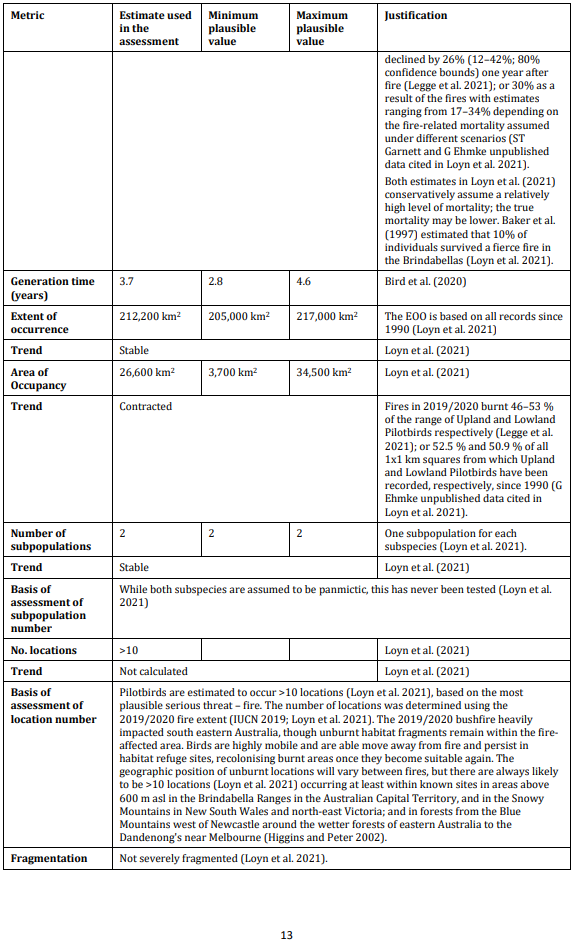 Metric Estimate used Minimum Maximum Justification
in the plausible plausible
assessment value value
declined by 26% (12–42%; 80%
confidence bounds) one year after
fire (Legge et al. 2021); or 30% as a
result of the fires with estimates
ranging from 17–34% depending on
the fire-related mortality assumed
under different scenarios (ST
Garnett and G Ehmke unpublished
data cited in Loyn et al. 2021).
Both estimates in Loyn et al. (2021)
conservatively assume a relatively
high level of mortality; the true
mortality may be lower. Baker et al.
(1997) estimated that 10% of
individuals survived a fierce fire in
the Brindabellas (Loyn et al. 2021).
Generation time 3.7 2.8 4.6 Bird et al. (2020)
(years)
Extent of 212,200 km² 205,000 km² 217,000 km² The EOO is based on all records since
occurrence 1990 (Loyn et al. 2021)
Trend Stable Loyn et al. (2021)
Area of 26,600 km² 3,700 km² 34,500 km² Loyn et al. (2021)
Occupancy
Trend Contracted Fires in 2019/2020 burnt 46–53 %
of the range of Upland and Lowland
Pilotbirds respectively (Legge et al.
2021); or 52.5 % and 50.9 % of all
1x1 km squares from which Upland
and Lowland Pilotbirds have been
recorded, respectively, since 1990 (G
Ehmke unpublished data cited in
Loyn et al. 2021).
Number of 2 2 2 One subpopulation for each
subpopulations subspecies (Loyn et al. 2021).
Trend Stable Loyn et al. (2021)
Basis of While both subspecies are assumed to be panmictic, this has never been tested (Loyn et al.
assessment of 2021)
subpopulation
number
No. locations >10 Loyn et al. (2021)
Trend Not calculated Loyn et al. (2021)
Basis of Pilotbirds are estimated to occur >10 locations (Loyn et al. 2021), based on the most
assessment of plausible serious threat – fire. The number of locations was determined using the
location number 2019/2020 fire extent (IUCN 2019; Loyn et al. 2021). The 2019/2020 bushfire heavily
impacted south eastern Australia, though unburnt habitat fragments remain within the fire-
affected area. Birds are highly mobile and are able move away from fire and persist in
habitat refuge sites, recolonising burnt areas once they become suitable again. The
geographic position of unburnt locations will vary between fires, but there are always likely
to be >10 locations (Loyn et al. 2021) occurring at least within known sites in areas above
600 m asl in the Brindabella Ranges in the Australian Capital Territory, and in the Snowy
Mountains in New South Wales and north-east Victoria; and in forests from the Blue
Mountains west of Newcastle around the wetter forests of eastern Australia to the
Dandenong's near Melbourne (Higgins and Peter 2002).
Fragmentation Not severely fragmented (Loyn et al. 2021).
13